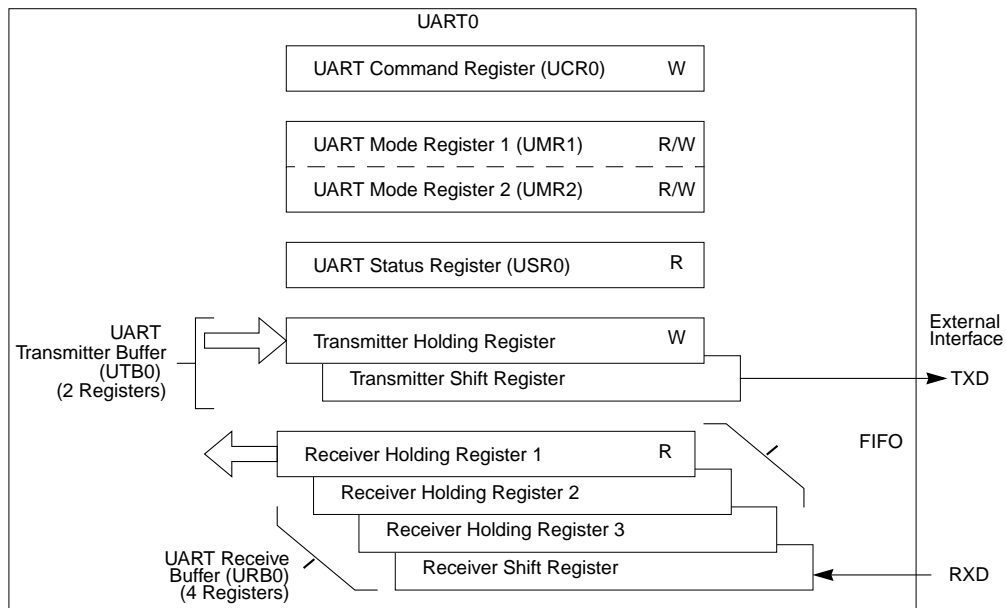 UART0
UART Command Register (UCR0) W
UART Mode Register 1 (UMR1) R/W
UART Mode Register 2 (UMR2) R/W
UART Status Register (USR0) R
UART
Transmitter Buffer
(UTB0)
(2 Registers)
Transmitter Holding Register W
Transmitter Shift Register
External
Interface
TXD
FIFO
Receiver Holding Register 1 R
Receiver Holding Register 2
Receiver Holding Register 3
Receiver Shift Register
UART Receive
Buffer (URB0)
(4 Registers)
RXD